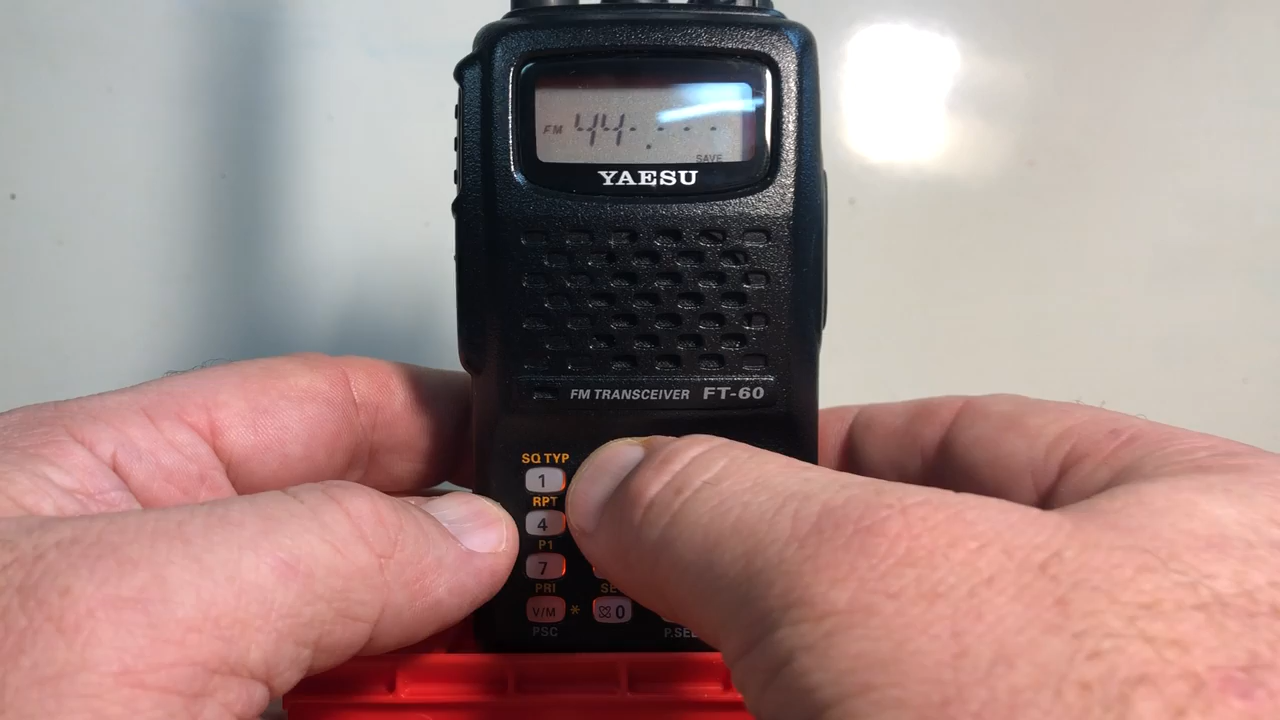 FM 44-.---
SAVE
YAESU
FM TRANSCEIVER FT-60
SQ TYP
1
RPT
4
P1
7
PRI
V/M * 0
PSC